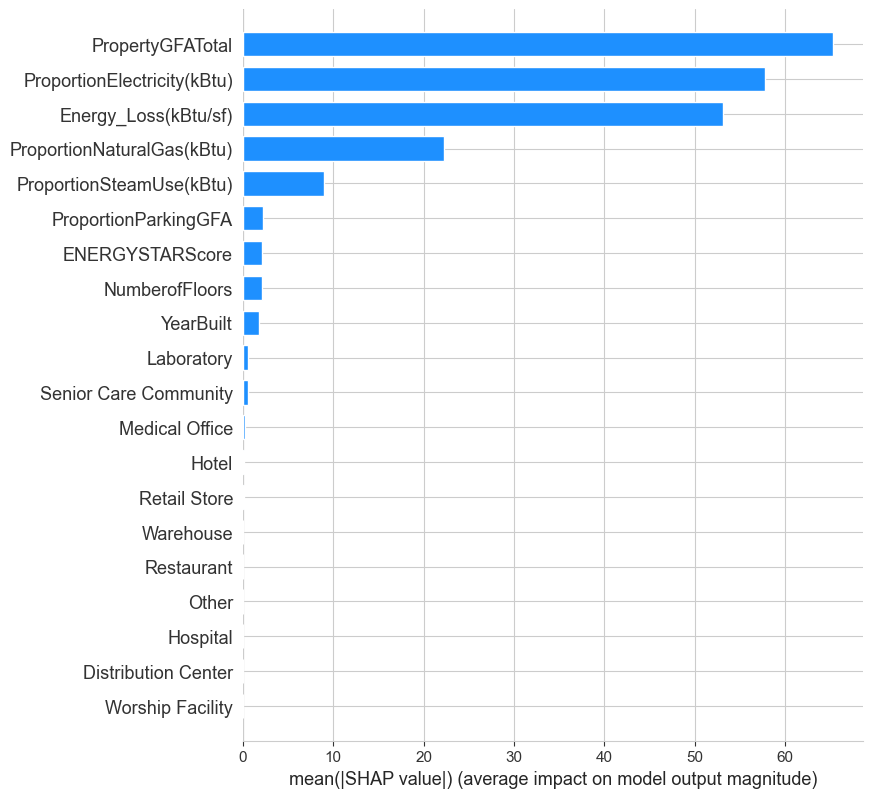 PropertyGFATotal
ProportionElectricity(kBtu)
Energy_Loss(kBtu/sf)
ProportionNaturalGas(kBtu)
ProportionSteamUse(kBtu)
ProportionParkingGFA
ENERGYSTARScore
NumberofFloors
YearBuilt
Laboratory
Senior Care Community
Medical Office
Hotel
Retail Store
Warehouse
Restaurant
Other
Hospital
Distribution Center
Worship Facility
0 10 20 30 40 50 60
mean(|SHAP value|) (average impact on model output magnitude)